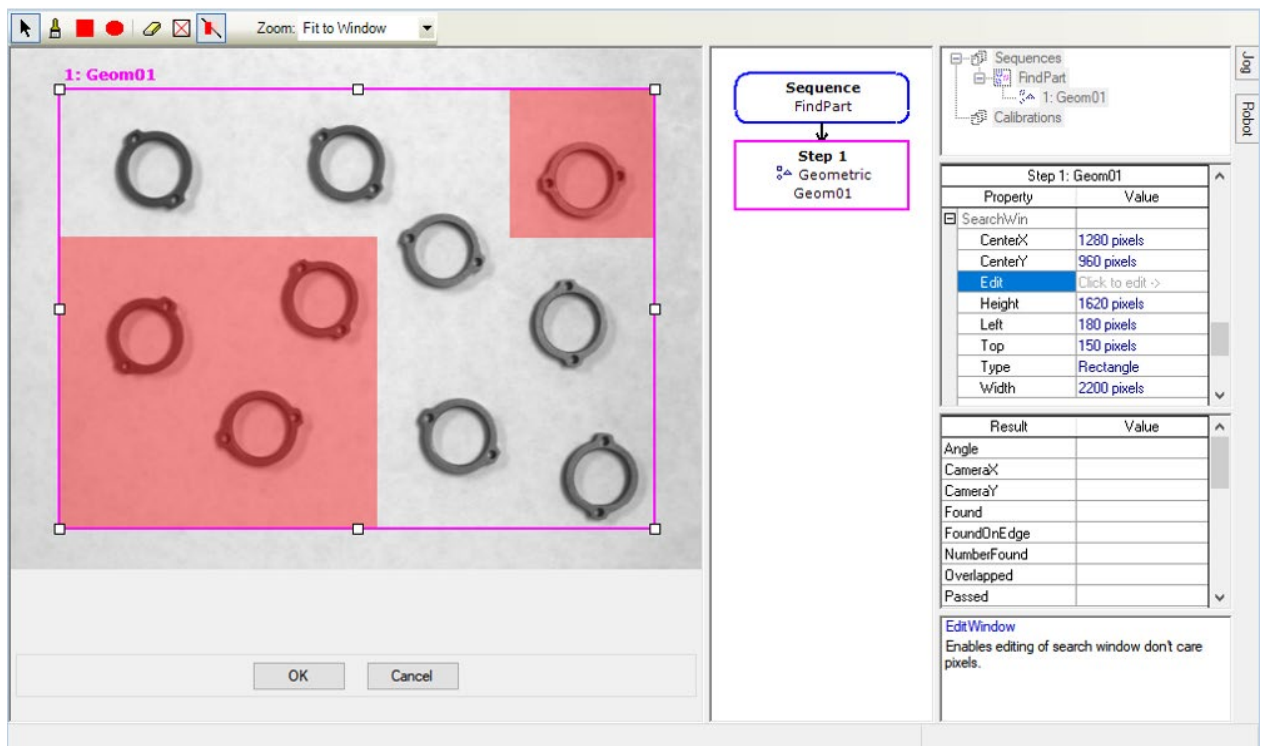 Zoom: Fit to Window
1: Geom01
OK
Cancel
Sequence
FindPart
Step 1
Geometric
Geom01
Sequences
FindPart
1: Geom01
Calibrations
Jog
Robot
Step 1: Geom01
Property Value
SearchWin
CenterX 1280 pixels
CenterY 960 pixels
Edit Click to edit ->
Height 1620 pixels
Left 180 pixels
Top 150 pixels
Type Rectangle
Width 2200 pixels
Result Value
Angle
CameraX
CameraY
Found
FoundOnEdge
NumberFound
Overlapped
Passed
EditWindow
Enables editing of search window don't care
pixels.